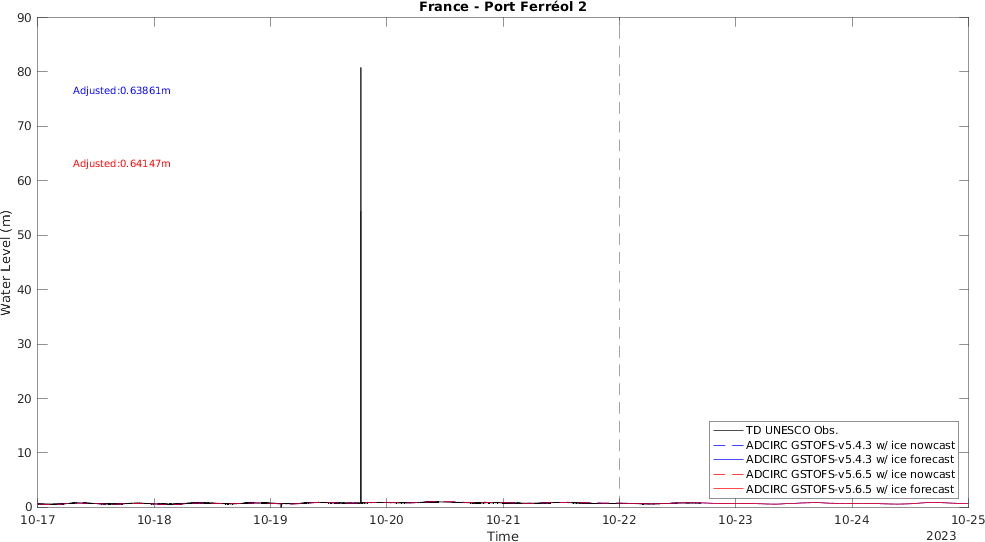 France - Port Ferréol 2
90
80
70
60
50
40
30
20
10
0
Water Level (m)
Adjusted:0.63861m
Adjusted:0.64147m
TD UNESCO Obs.
ADCIRC GSTOFS-v5.4.3 w/ ice nowcast
ADCIRC GSTOFS-v5.4.3 w/ ice forecast
ADCIRC GSTOFS-v5.6.5 w/ ice nowcast
ADCIRC GSTOFS-v5.6.5 w/ ice forecast
10-17 10-18 10-19 10-20 10-21 10-22 10-23 10-24 10-25
Time
2023